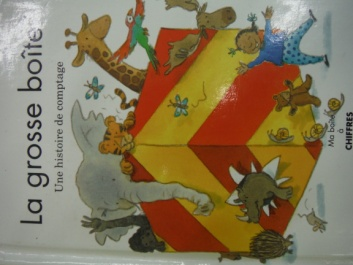 La grosse boîte
Une histoire de comptage
Ma boîte
à
CHIFFRES